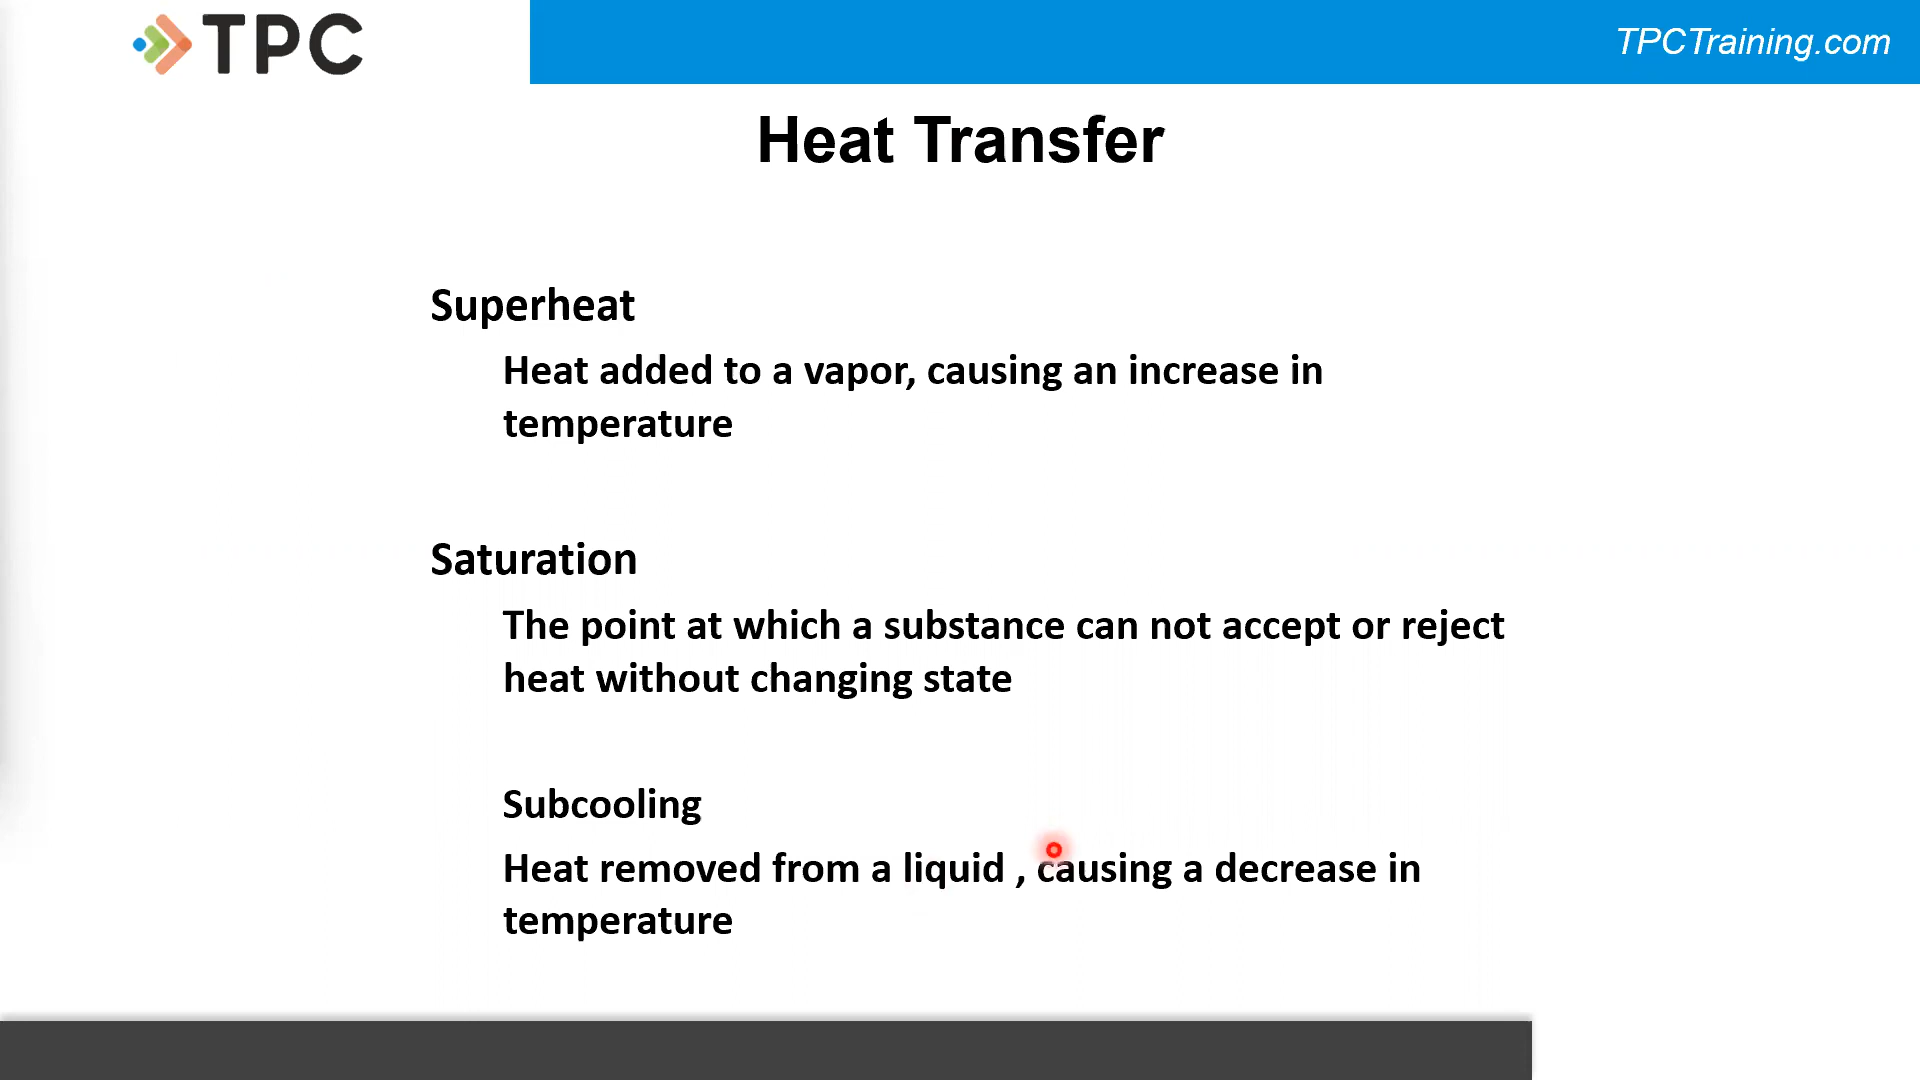 TPC
TPCTraining.com
Heat Transfer
Superheat
Heat added to a vapor, causing an increase in
temperature
Saturation
The point at which a substance can not accept or reject
heat without changing state
Subcooling
Heat removed from a liquid , causing a decrease in
temperature